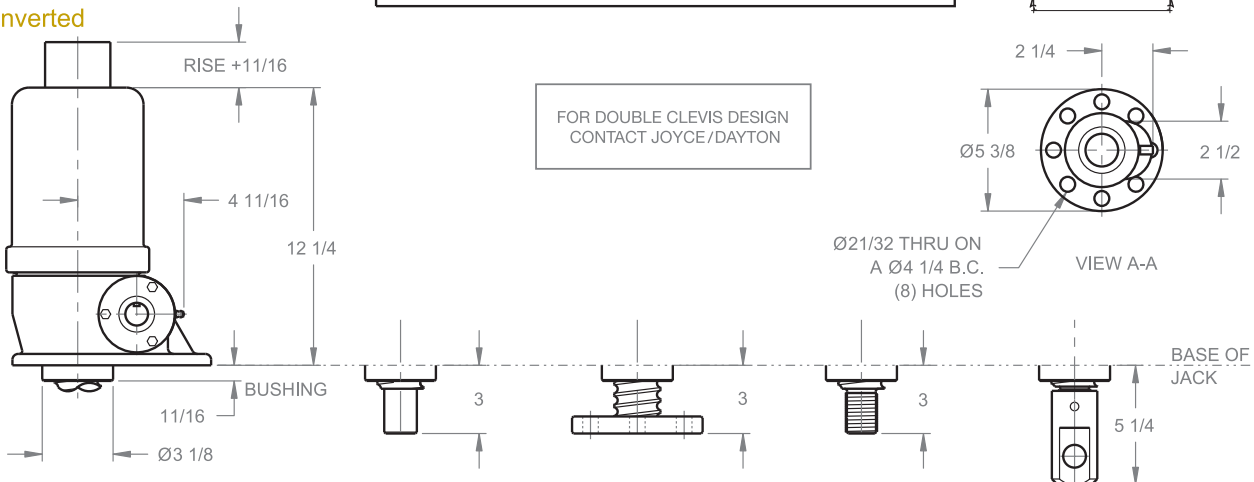 nverted
RISE +11/16
4 11/16
12 1/4
BUSHING
11/16
Ø3 1/8
FOR DOUBLE CLEVIS DESIGN
CONTACT JOYCE/DAYTON
3
3
3
2 1/4
Ø5 3/8
2 1/2
Ø21/32 THRU ON
A Ø4 1/4 B.C.
(8) HOLES
VIEW A-A
BASE OF
JACK
5 1/4